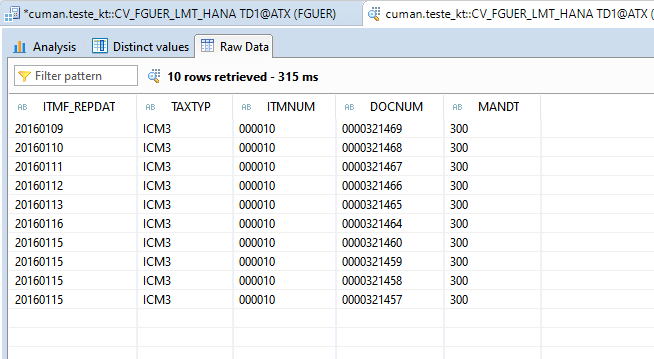 *cuman.teste_kt::CV_FGUER_LMT_HANA TD1@ATX (FGUER) cuman.teste_kt::CV_FGUER_LMT_HANA TD1@ATX (
Analysis Distinct values Raw Data
Filter pattern 10 rows retrieved - 315 ms
AB ITMF_REPDAT AB TAXTYP AB ITMNUM AB DOCNUM AB MANDT
20160109 ICM3 000010 0000321469 300
20160110 ICM3 000010 0000321468 300
20160111 ICM3 000010 0000321467 300
20160112 ICM3 000010 0000321466 300
20160113 ICM3 000010 0000321465 300
20160116 ICM3 000010 0000321464 300
20160115 ICM3 000010 0000321460 300
20160115 ICM3 000010 0000321459 300
20160115 ICM3 000010 0000321458 300
20160115 ICM3 000010 0000321457 300